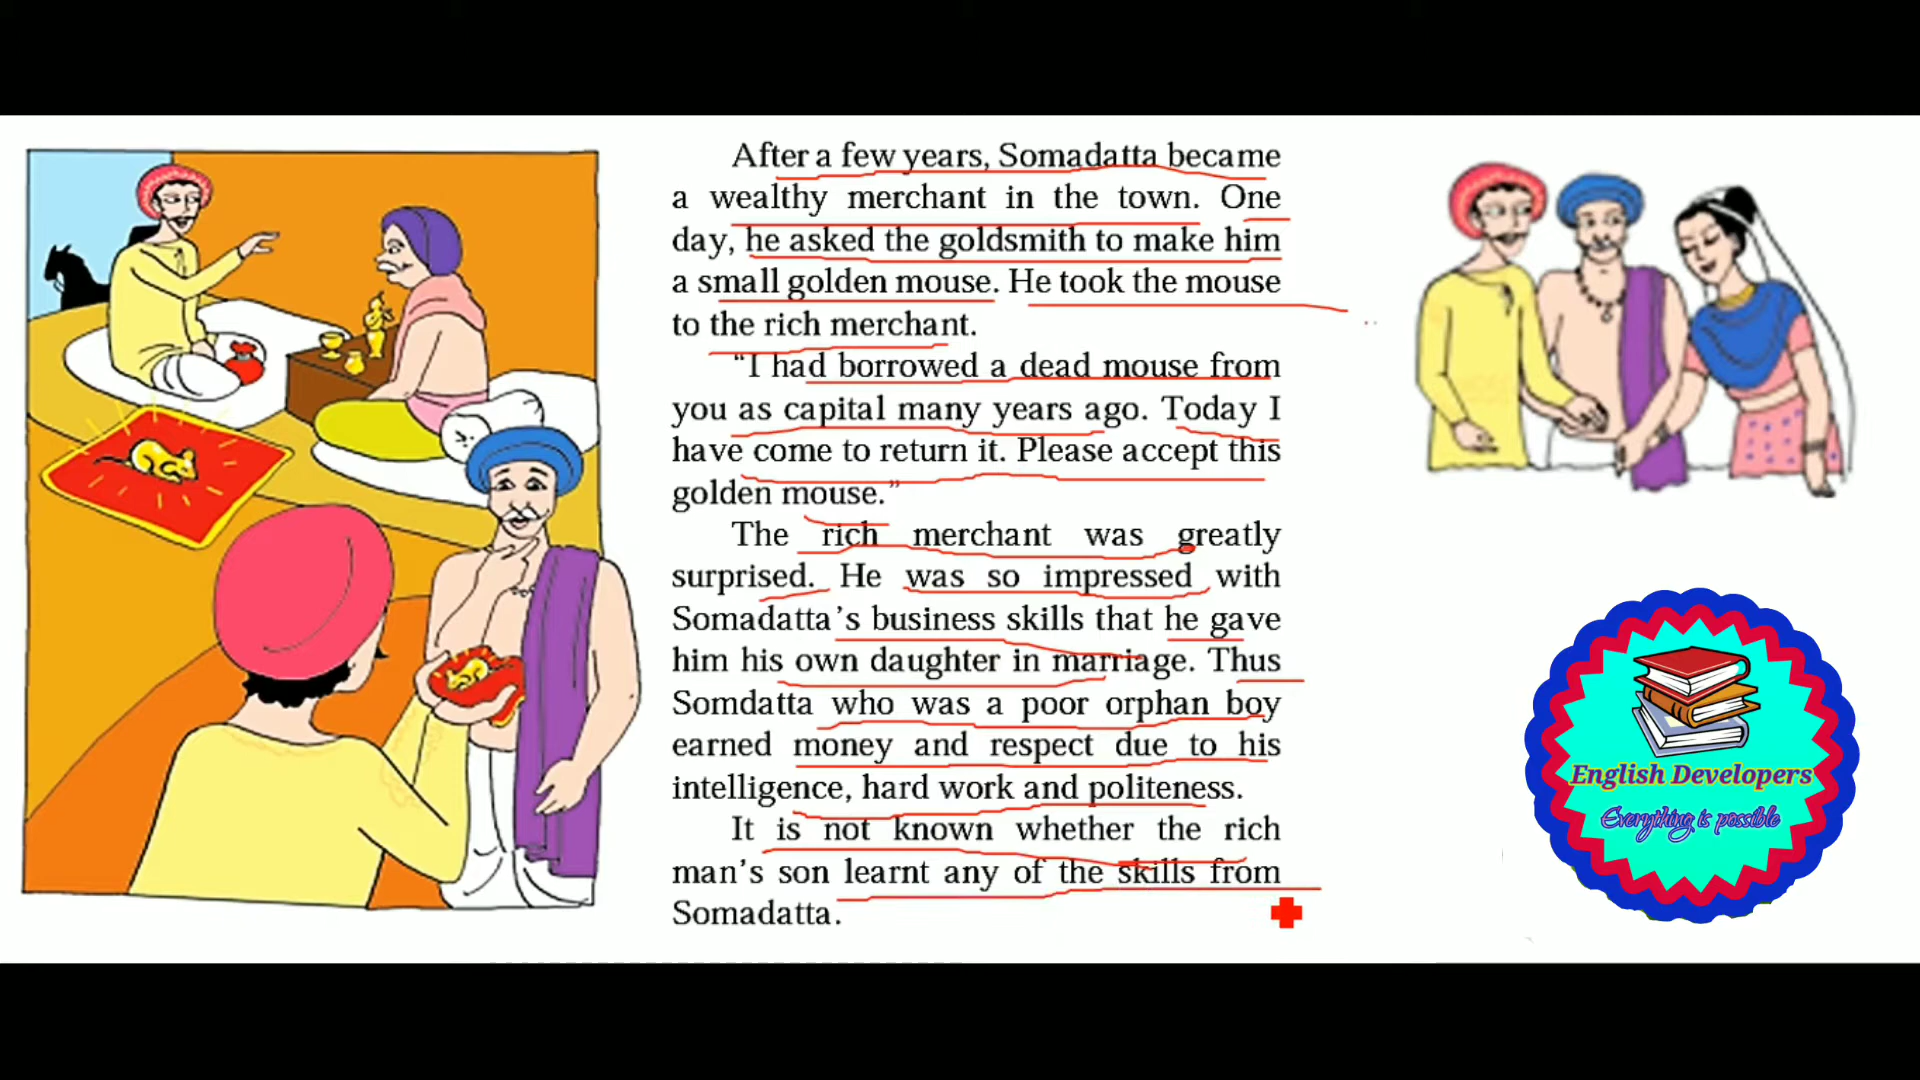 After a few years, Somadatta became
a wealthy merchant in the town. One
day, he asked the goldsmith to make him
a small golden mouse. He took the mouse
to the rich merchant.
“I had borrowed a dead mouse from
you as capital many years ago. Today I
have come to return it. Please accept this
golden mouse.”
The rich merchant was greatly
surprised. He was so impressed with
Somadatta’s business skills that he gave
him his own daughter in marriage. Thus
Somdatta who was a poor orphan boy
earned money and respect due to his
intelligence, hard work and politeness.
It is not known whether the rich
man’s son learnt any of the skills from
Somadatta.
English Developers
Everything is possible